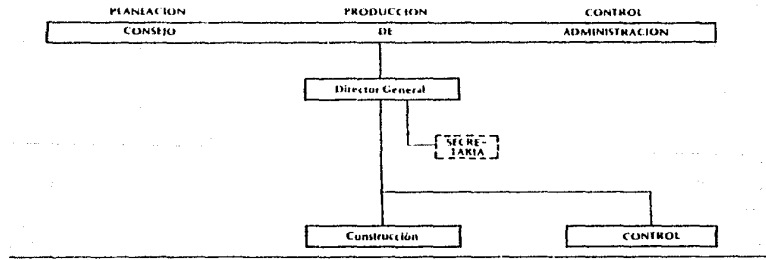 PLANEACION PRODUCCION CONTROL
CONSEJO DE ADMINISTRACION
Director General
SECRE-
TARIA
Construcción CONTROL